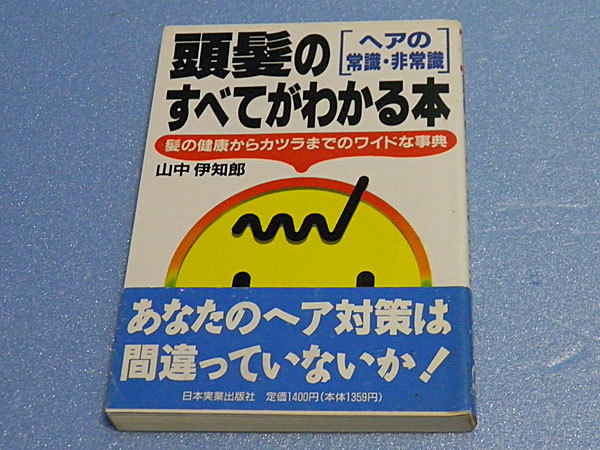 頭髪の
[ヘアの
常識・非常識]
すべてがわかる本
髪の健康からカツラまでのワイドな事典
山中 伊知郎
あなたのヘア対策は
間違っていないか!
日本実業出版社 定価1400円(本体1359円)